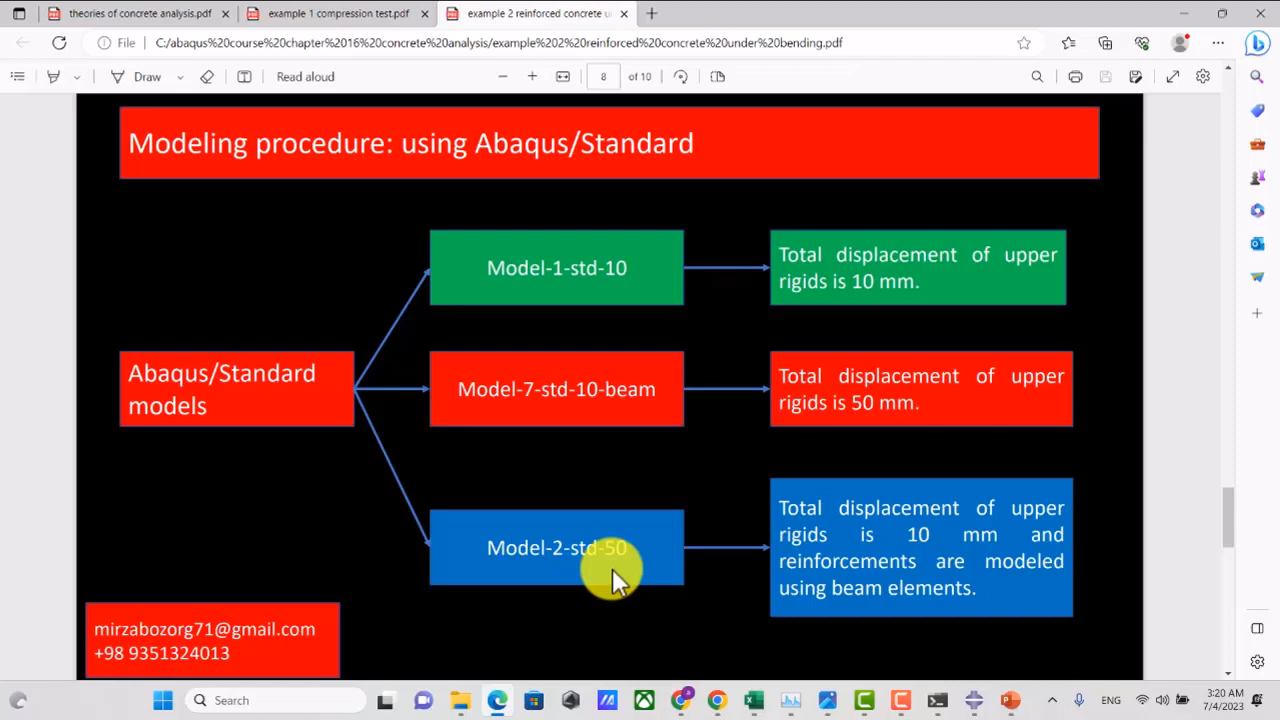 theories of concrete analysis.pdf
example 1 compression test.pdf
example 2 reinforced concrete u
File
C:/abaqus%20course%20chapter%2016%20concrete%20analysis/example%202%20reinforced%20concrete%20under%20bending.pdf
Draw
Read aloud
8
of 10
Modeling procedure: using Abaqus/Standard
Model-1-std-10
Total displacement of upper
rigids is 10 mm.
Abaqus/Standard
models
Model-7-std-10-beam
Total displacement of upper
rigids is 50 mm.
Model-2-std-50
Total displacement of upper
rigids is 10 mm and
reinforcements are modeled
using beam elements.
mirzabozorg71@gmail.com
+98 9351324013
Search
ENG
3:20 AM
7/4/2023